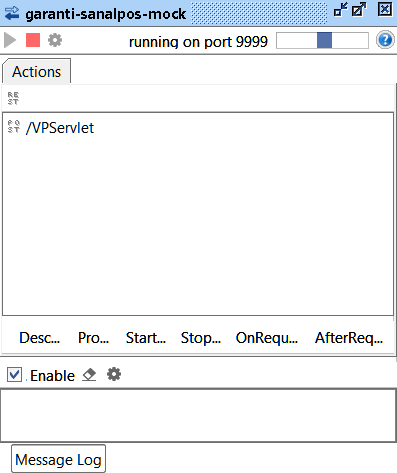 garanti-sanalpos-mock
running on port 9999
Actions
RE
ST
PO
ST /VPServlet
Desc... Pro... Start... Stop... OnRequ... AfterReq...
Enable
Message Log